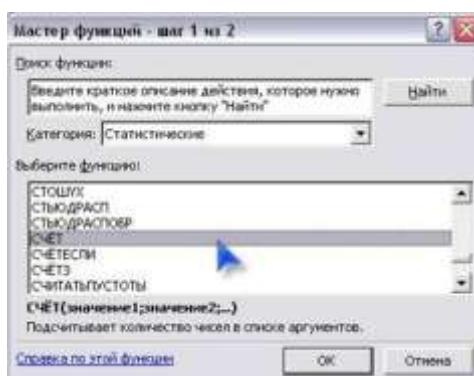 Мастер функций - шаг 1 из 2
Поиск функции:
Введите краткое описание действия, которое нужно
выполнить, и нажмите кнопку "Найти"
Найти
Категория: Статистические
Выберите функцию:
СТОШYX
СТЬЮДРАСП
СТЬЮДРАСПОБР
СЧЁТ
СЧЁТЕСЛИ
СЧЁТЗ
СЧИТАТЬПУСТОТЫ
СЧЁТ(значение1;значение2;...)
Подсчитывает количество чисел в списке аргументов.
Справка по этой функции
ОК
Отмена